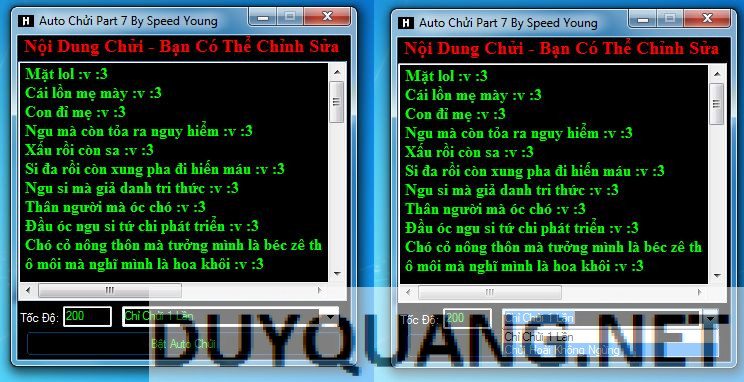 Auto Chửi Part 7 By Speed Young
Nội Dung Chửi - Bạn Có Thể Chỉnh Sửa
Mặt lol :v :3
Cái lồn mẹ mày :v :3
Con đĩ mẹ :v :3
Ngu mà còn tỏa ra nguy hiểm :v :3
Xấu rồi còn sa :v :3
Si đa rồi còn xung pha đi hiến máu :v :3
Ngu si mà giả danh tri thức :v :3
Thân người mà óc chó :v :3
Đầu óc ngu si tứ chi phát triển :v :3
Chó cỏ nông thôn mà tưởng mình là béc zê th
ô môi mà nghĩ mình là hoa khôi :v :3
Tốc Độ: 200 Chỉ Chửi 1 Lần
Bắt Auto Chửi
Auto Chửi Part 7 By Speed Young
Nội Dung Chửi - Bạn Có Thể Chỉnh Sửa
Mặt lol :v :3
Cái lồn mẹ mày :v :3
Con đĩ mẹ :v :3
Ngu mà còn tỏa ra nguy hiểm :v :3
Xấu rồi còn sa :v :3
Si đa rồi còn xung pha đi hiến máu :v :3
Ngu si mà giả danh tri thức :v :3
Thân người mà óc chó :v :3
Đầu óc ngu si tứ chi phát triển :v :3
Chó cỏ nông thôn mà tưởng mình là béc zê th
ô môi mà nghĩ mình là hoa khôi :v :3
Tốc Độ: 200 Chỉ Chửi 1 Lần
Chỉ Chửi 1 Lần
Chửi Hoài Không Ngừng
DUYQUANG.NET